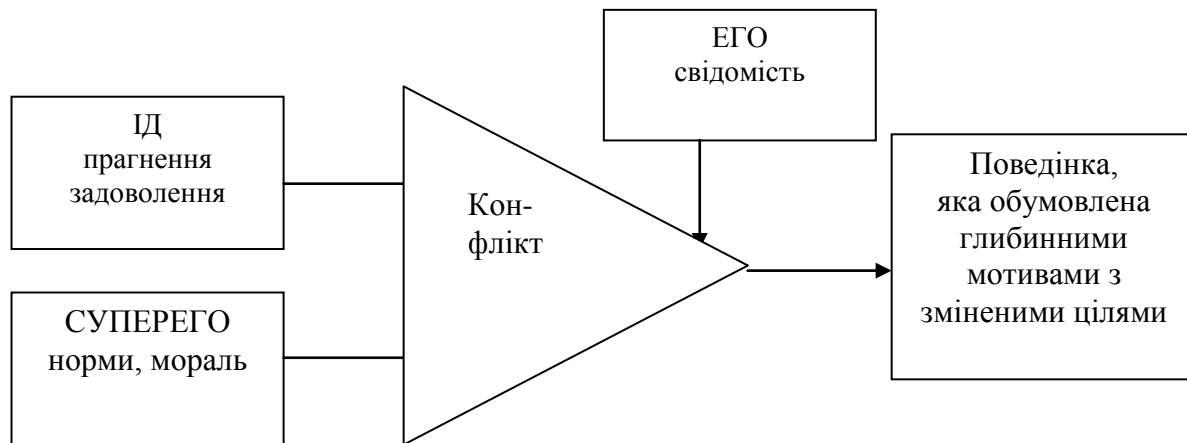 ЕГО
свідомість
ІД
прагнення
задоволення
Кон-
флікт
СУПЕРЕГО
норми, мораль
Поведінка,
яка обумовлена
глибинними
мотивами з
зміненими цілями